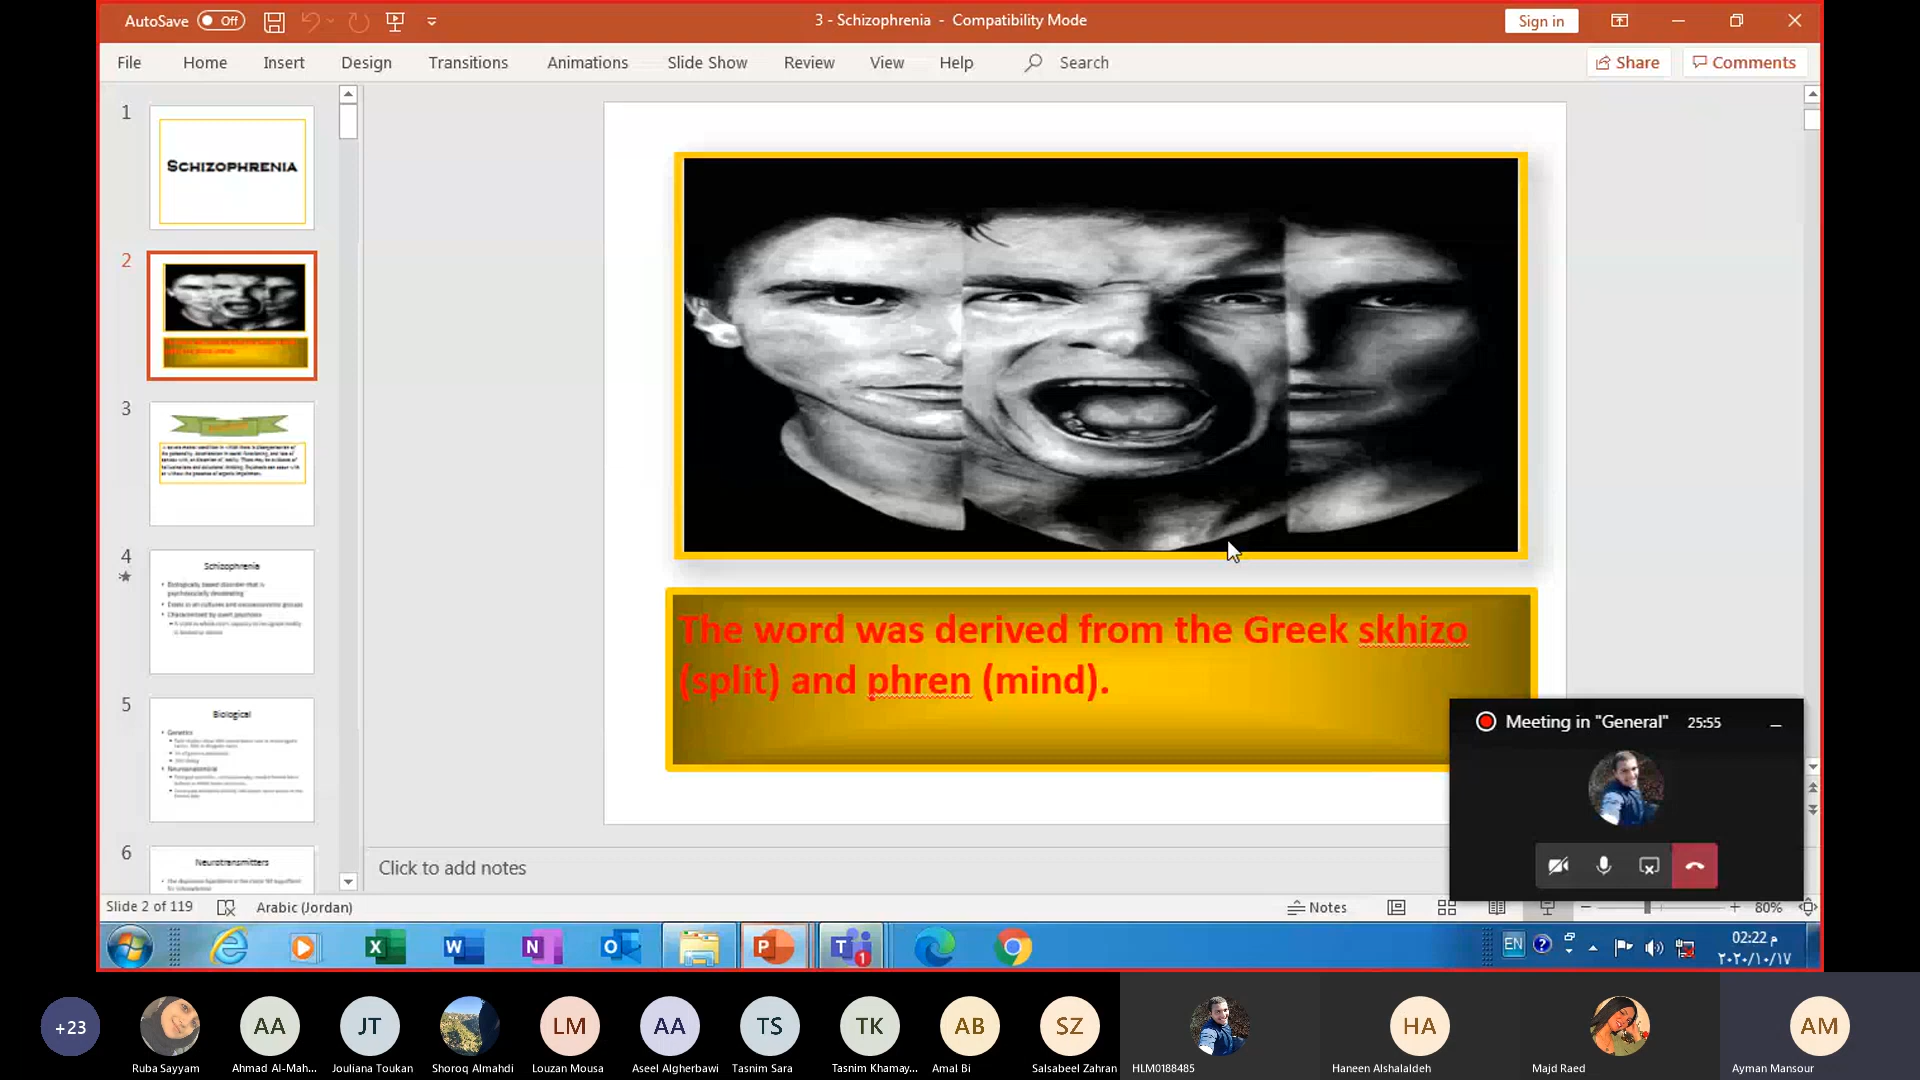 AutoSave Off
3 - Schizophrenia - Compatibility Mode
Sign in
File Home Insert Design Transitions Animations Slide Show Review View Help Search
Share Comments
1
SCHIZOPHRENIA
2
3
4
Schizophrenia
5
Biological
Genetics
6
Neurotransmitters
The word was derived from the Greek skhizo
(split) and phren (mind).
Meeting in "General" 25:55
Click to add notes
Slide 2 of 119 Arabic (Jordan) Notes 80%
X W N O P T 1 EN ?
02:22 م
٢٠٢٠/١٠/١٧
+23 AA JT LM AA TS TK AB SZ HA AM
Ruba Sayyam Ahmad Al-Mah... Jouliana Toukan Shoroq Almahdi Louzan Mousa Aseel Algherbawi Tasnim Sara Tasnim Khamay... Amal Bi Salsabeel Zahran HLM0188485 Haneen Alshalaldeh Majd Raed Ayman Mansour